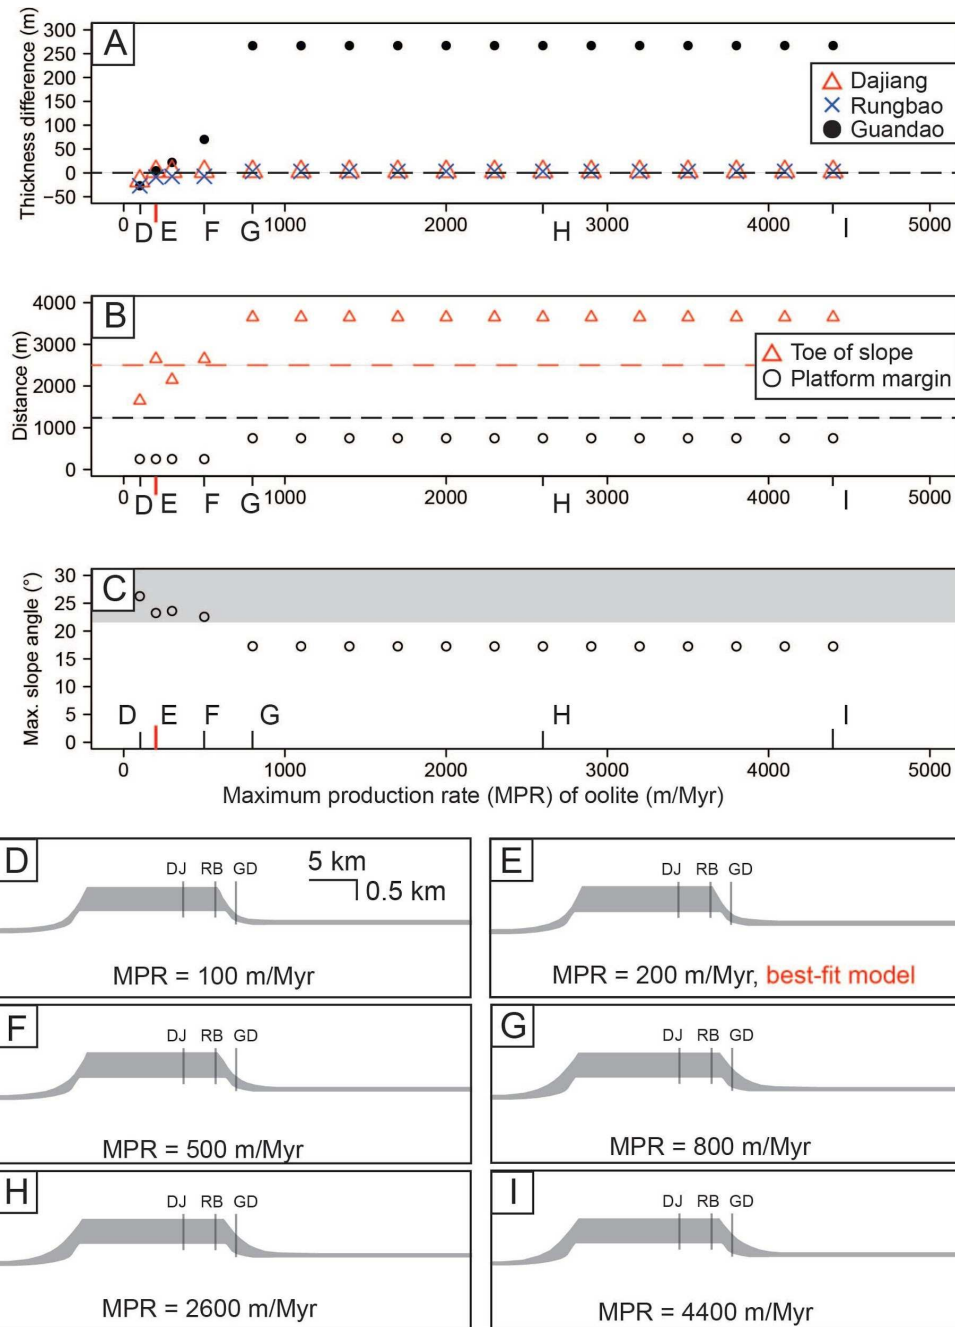 A
Thickness difference (m)
300
250
200
150
100
50
0
−50
Dajiang
Rungbao
Guandao
0 1000 2000 3000 4000 5000
D E F G H I
B
Distance (m)
4000
3000
2000
1000
0
Toe of slope
Platform margin
0 1000 2000 3000 4000 5000
D E F G H I
C
Max. slope angle (°)
30
25
20
15
10
5
0
D E F G H I
0 1000 2000 3000 4000 5000
Maximum production rate (MPR) of oolite (m/Myr)
D
DJ RB GD
5 km
0.5 km
MPR = 100 m/Myr
E
DJ RB GD
MPR = 200 m/Myr, best-fit model
F
DJ RB GD
MPR = 500 m/Myr
G
DJ RB GD
MPR = 800 m/Myr
H
DJ RB GD
MPR = 2600 m/Myr
I
DJ RB GD
MPR = 4400 m/Myr